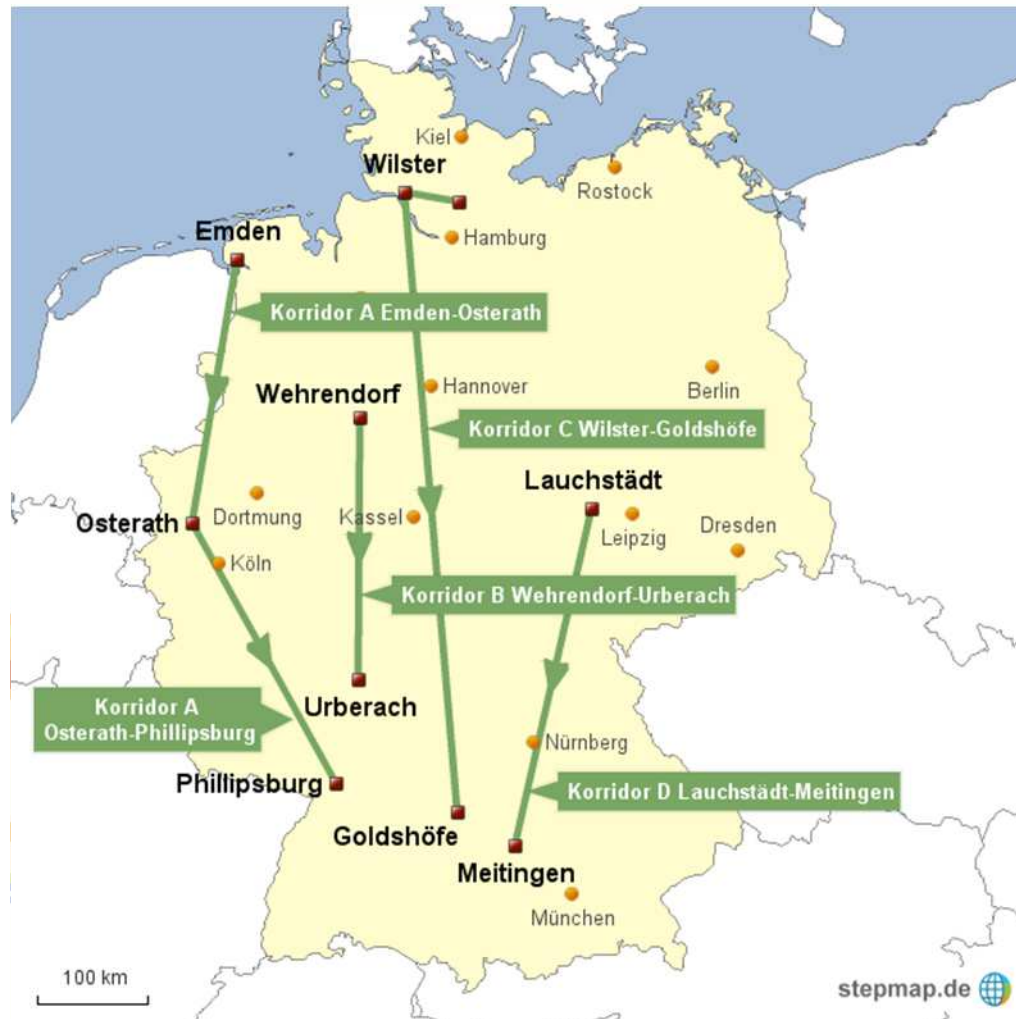 Kiel
Wilster
Rostock
Emden
Hamburg
Korridor A Emden-Osterath
Wehrendorf
Hannover
Berlin
Korridor C Wilster-Goldshöfe
Lauchstädt
Osterath
Dortmung
Kassel
Leipzig
Dresden
Köln
Korridor B Wehrendorf-Urberach
Korridor A
Osterath-Phillipsburg
Urberach
Nürnberg
Phillipsburg
Korridor D Lauchstädt-Meitingen
Goldshöfe
Meitingen
München
100 km
stepmap.de